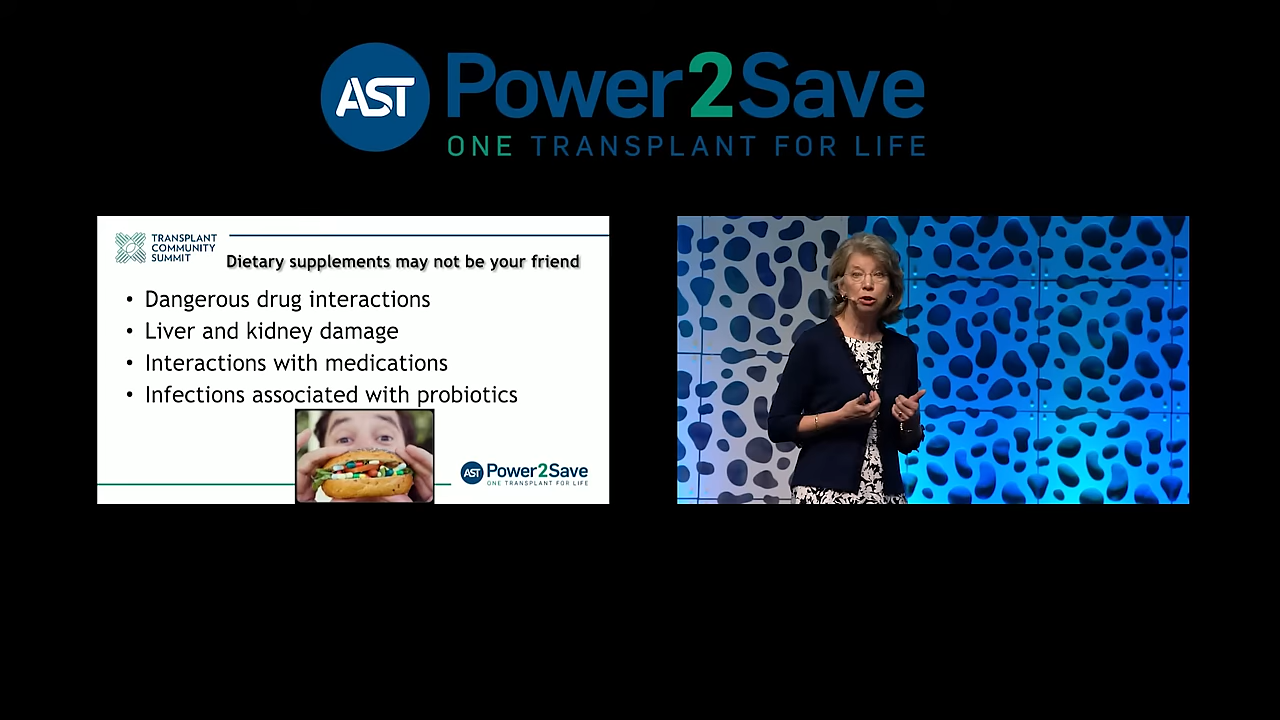 AST Power2Save
ONE TRANSPLANT FOR LIFE
TRANSPLANT
COMMUNITY
SUMMIT
Dietary supplements may not be your friend
• Dangerous drug interactions
• Liver and kidney damage
• Interactions with medications
• Infections associated with probiotics
AST Power2Save
ONE TRANSPLANT FOR LIFE